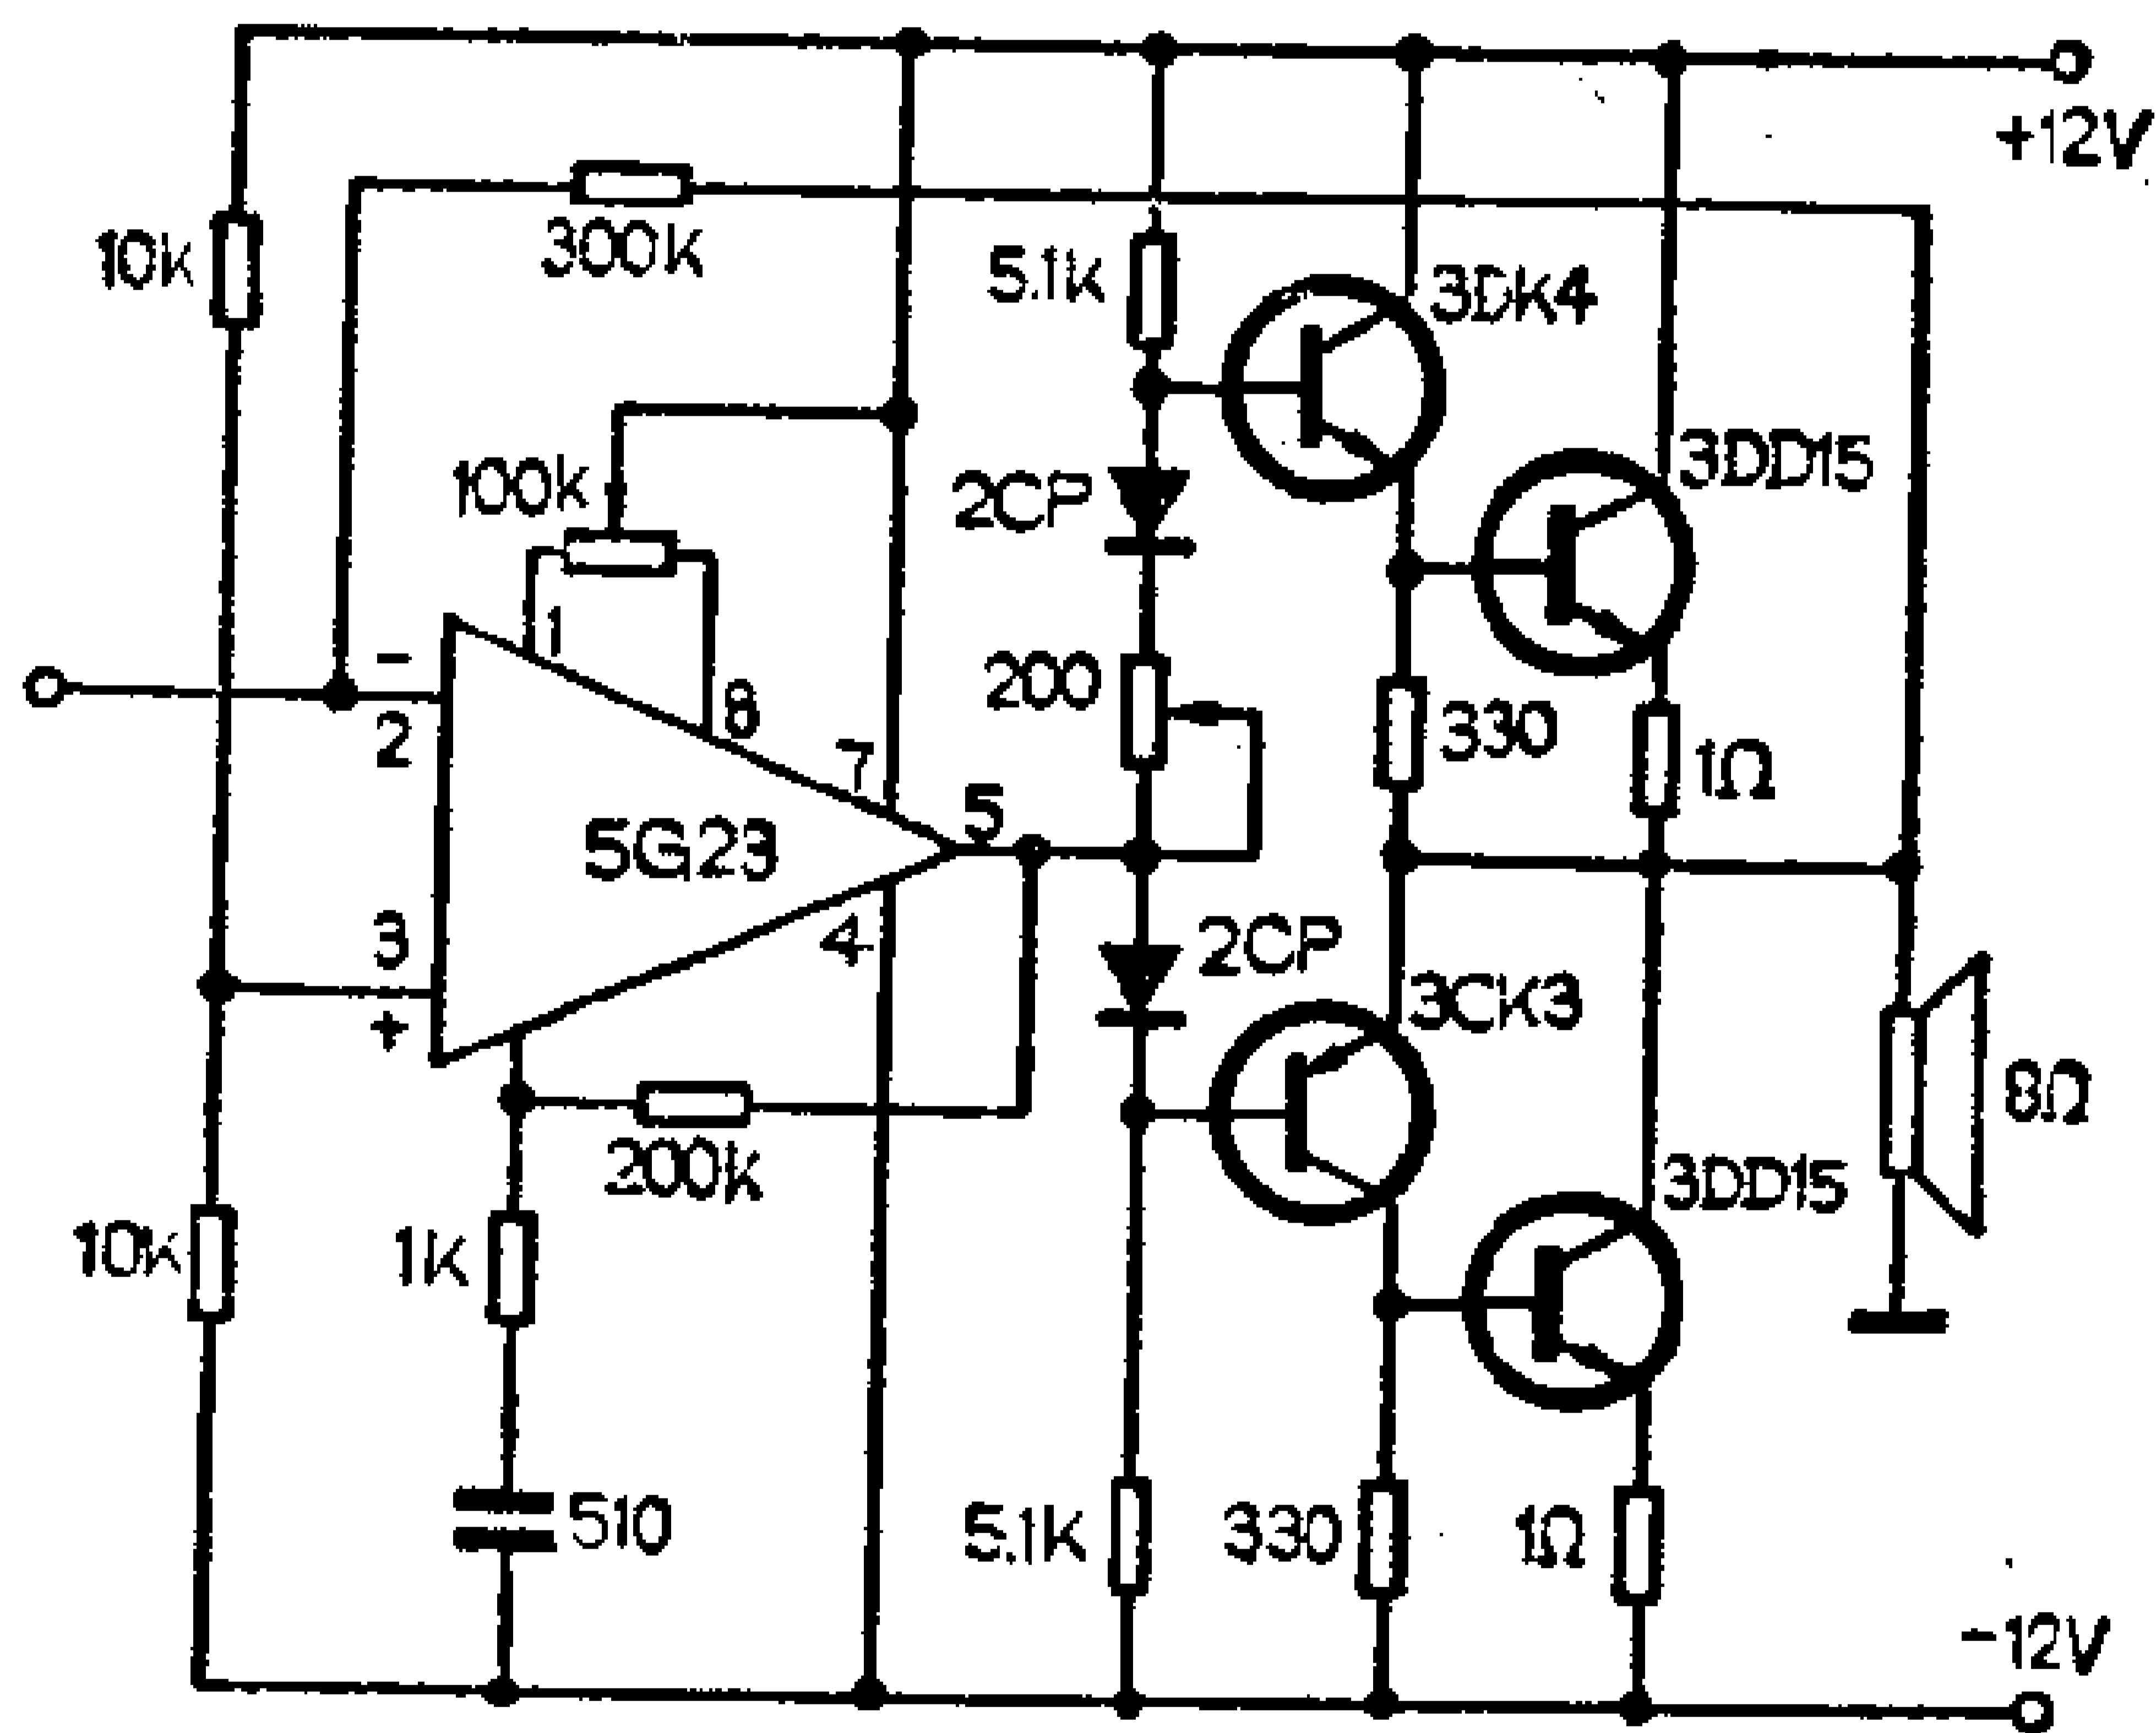 +12V
10k
300k
5.1k
3DK4
100k
2CP
3DD15
1
-
2
8
200
330
1Ω
7
5
5G23
3
4
2CP
+
3CK3
8Ω
200k
3DD15
10k
1k
510
5.1K
330
1Ω
-12V